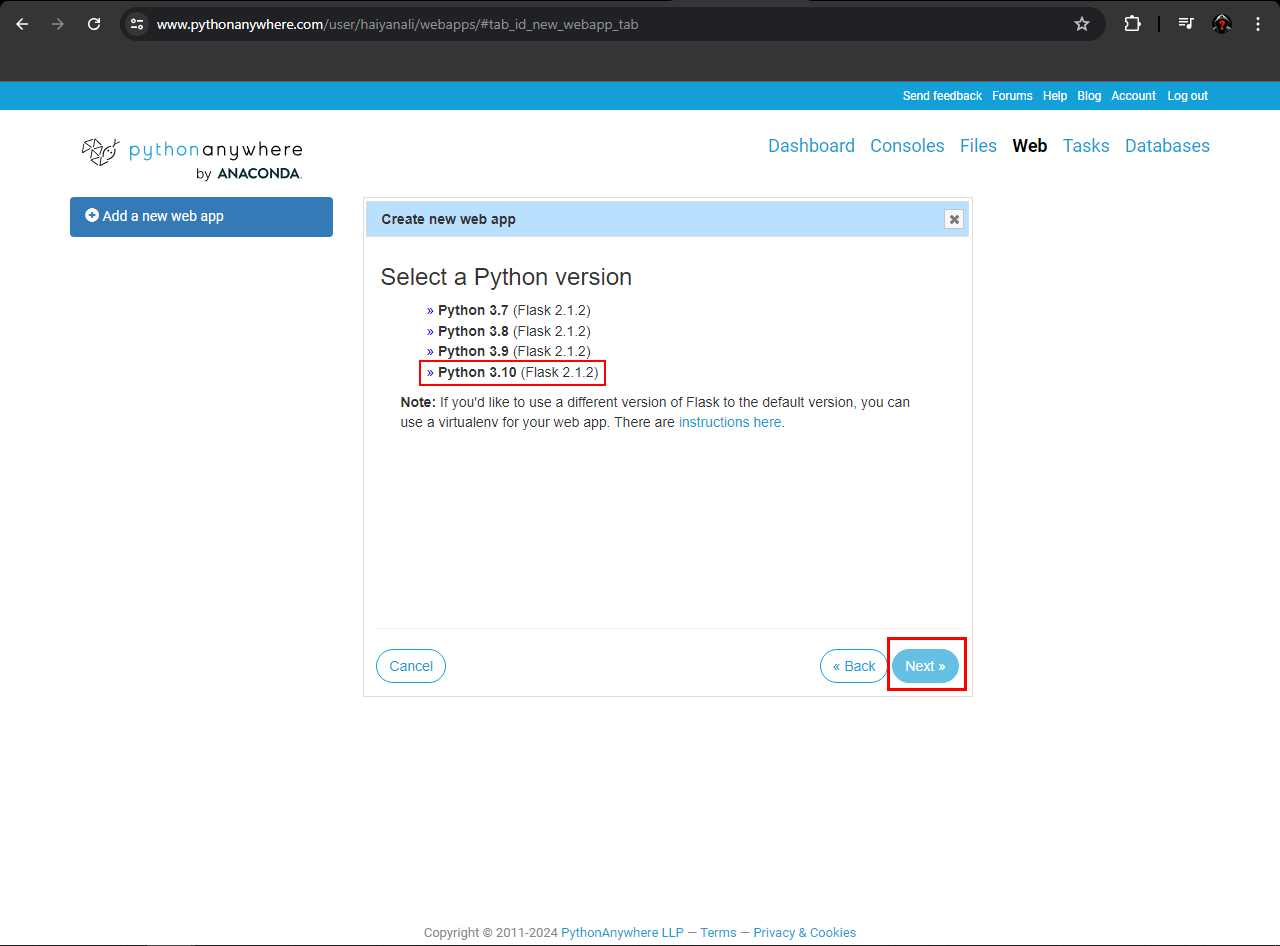 www.pythonanywhere.com/user/haiyanali/webapps/#tab_id_new_webapp_tab
Send feedback Forums Help Blog Account Log out
pythonanywhere
by ANACONDA.
Dashboard Consoles Files Web Tasks Databases
Add a new web app
Create new web app
Select a Python version
» Python 3.7 (Flask 2.1.2)
» Python 3.8 (Flask 2.1.2)
» Python 3.9 (Flask 2.1.2)
» Python 3.10 (Flask 2.1.2)
Note: If you'd like to use a different version of Flask to the default version, you can
use a virtualenv for your web app. There are instructions here.
Cancel « Back Next »
Copyright © 2011-2024 PythonAnywhere LLP — Terms — Privacy & Cookies